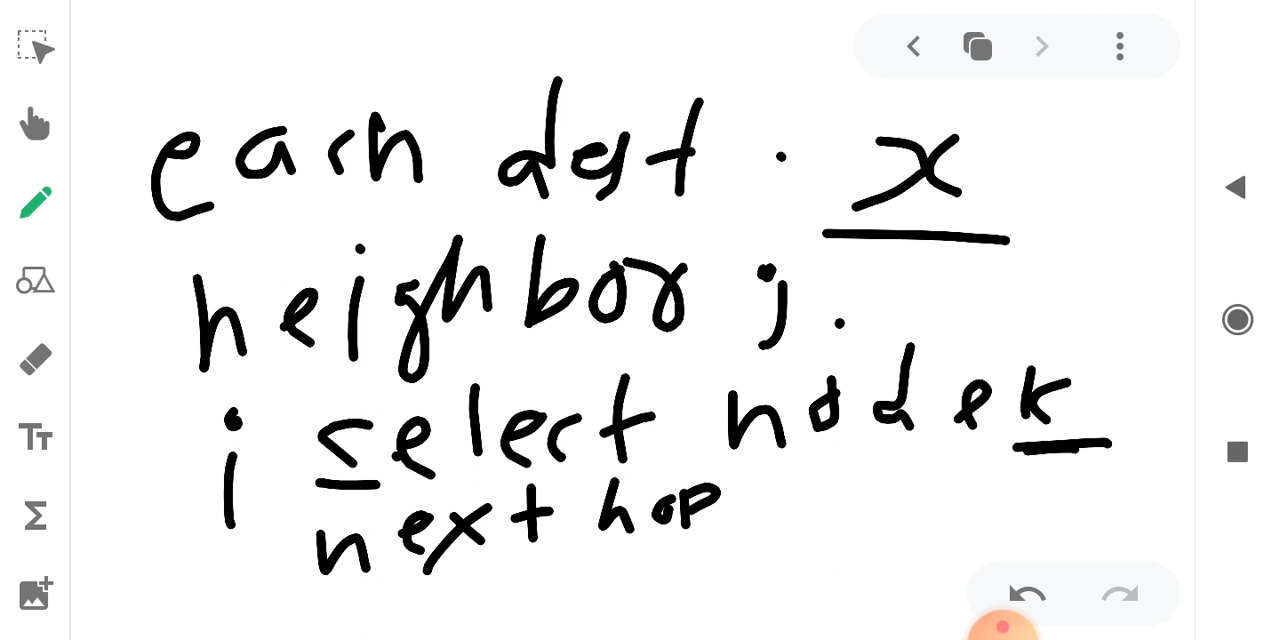 each dest. x
neighbor j.
i select node k
next hop